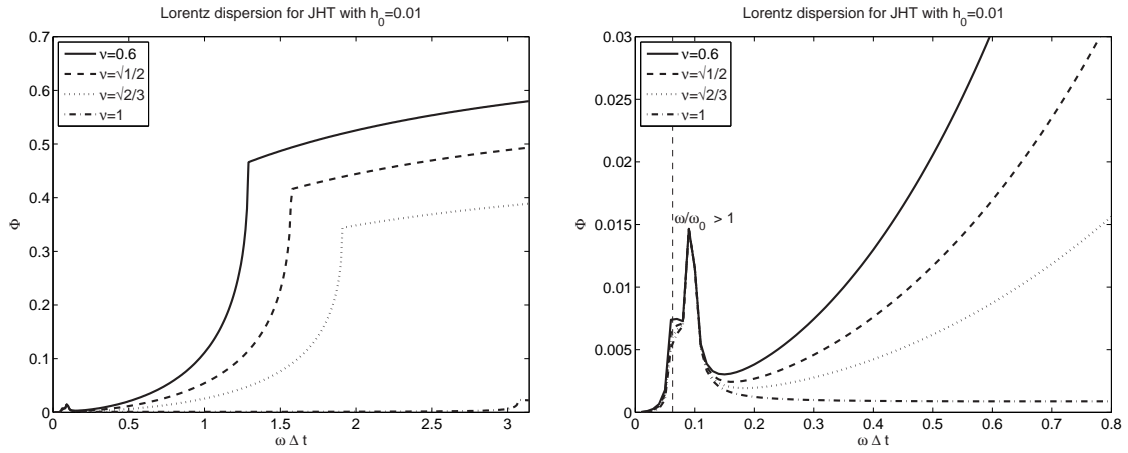 Lorentz dispersion for JHT with h₀=0.01
ν=0.6
ν=√1/2
ν=√2/3
ν=1
0.7
0.6
0.5
0.4
0.3
0.2
0.1
0
Φ
0 0.5 1 1.5 2 2.5 3
ω Δ t
Lorentz dispersion for JHT with h₀=0.01
ν=0.6
ν=√1/2
ν=√2/3
ν=1
ω/ω₀ > 1
0.03
0.025
0.02
0.015
0.01
0.005
0
Φ
0 0.1 0.2 0.3 0.4 0.5 0.6 0.7 0.8
ω Δ t